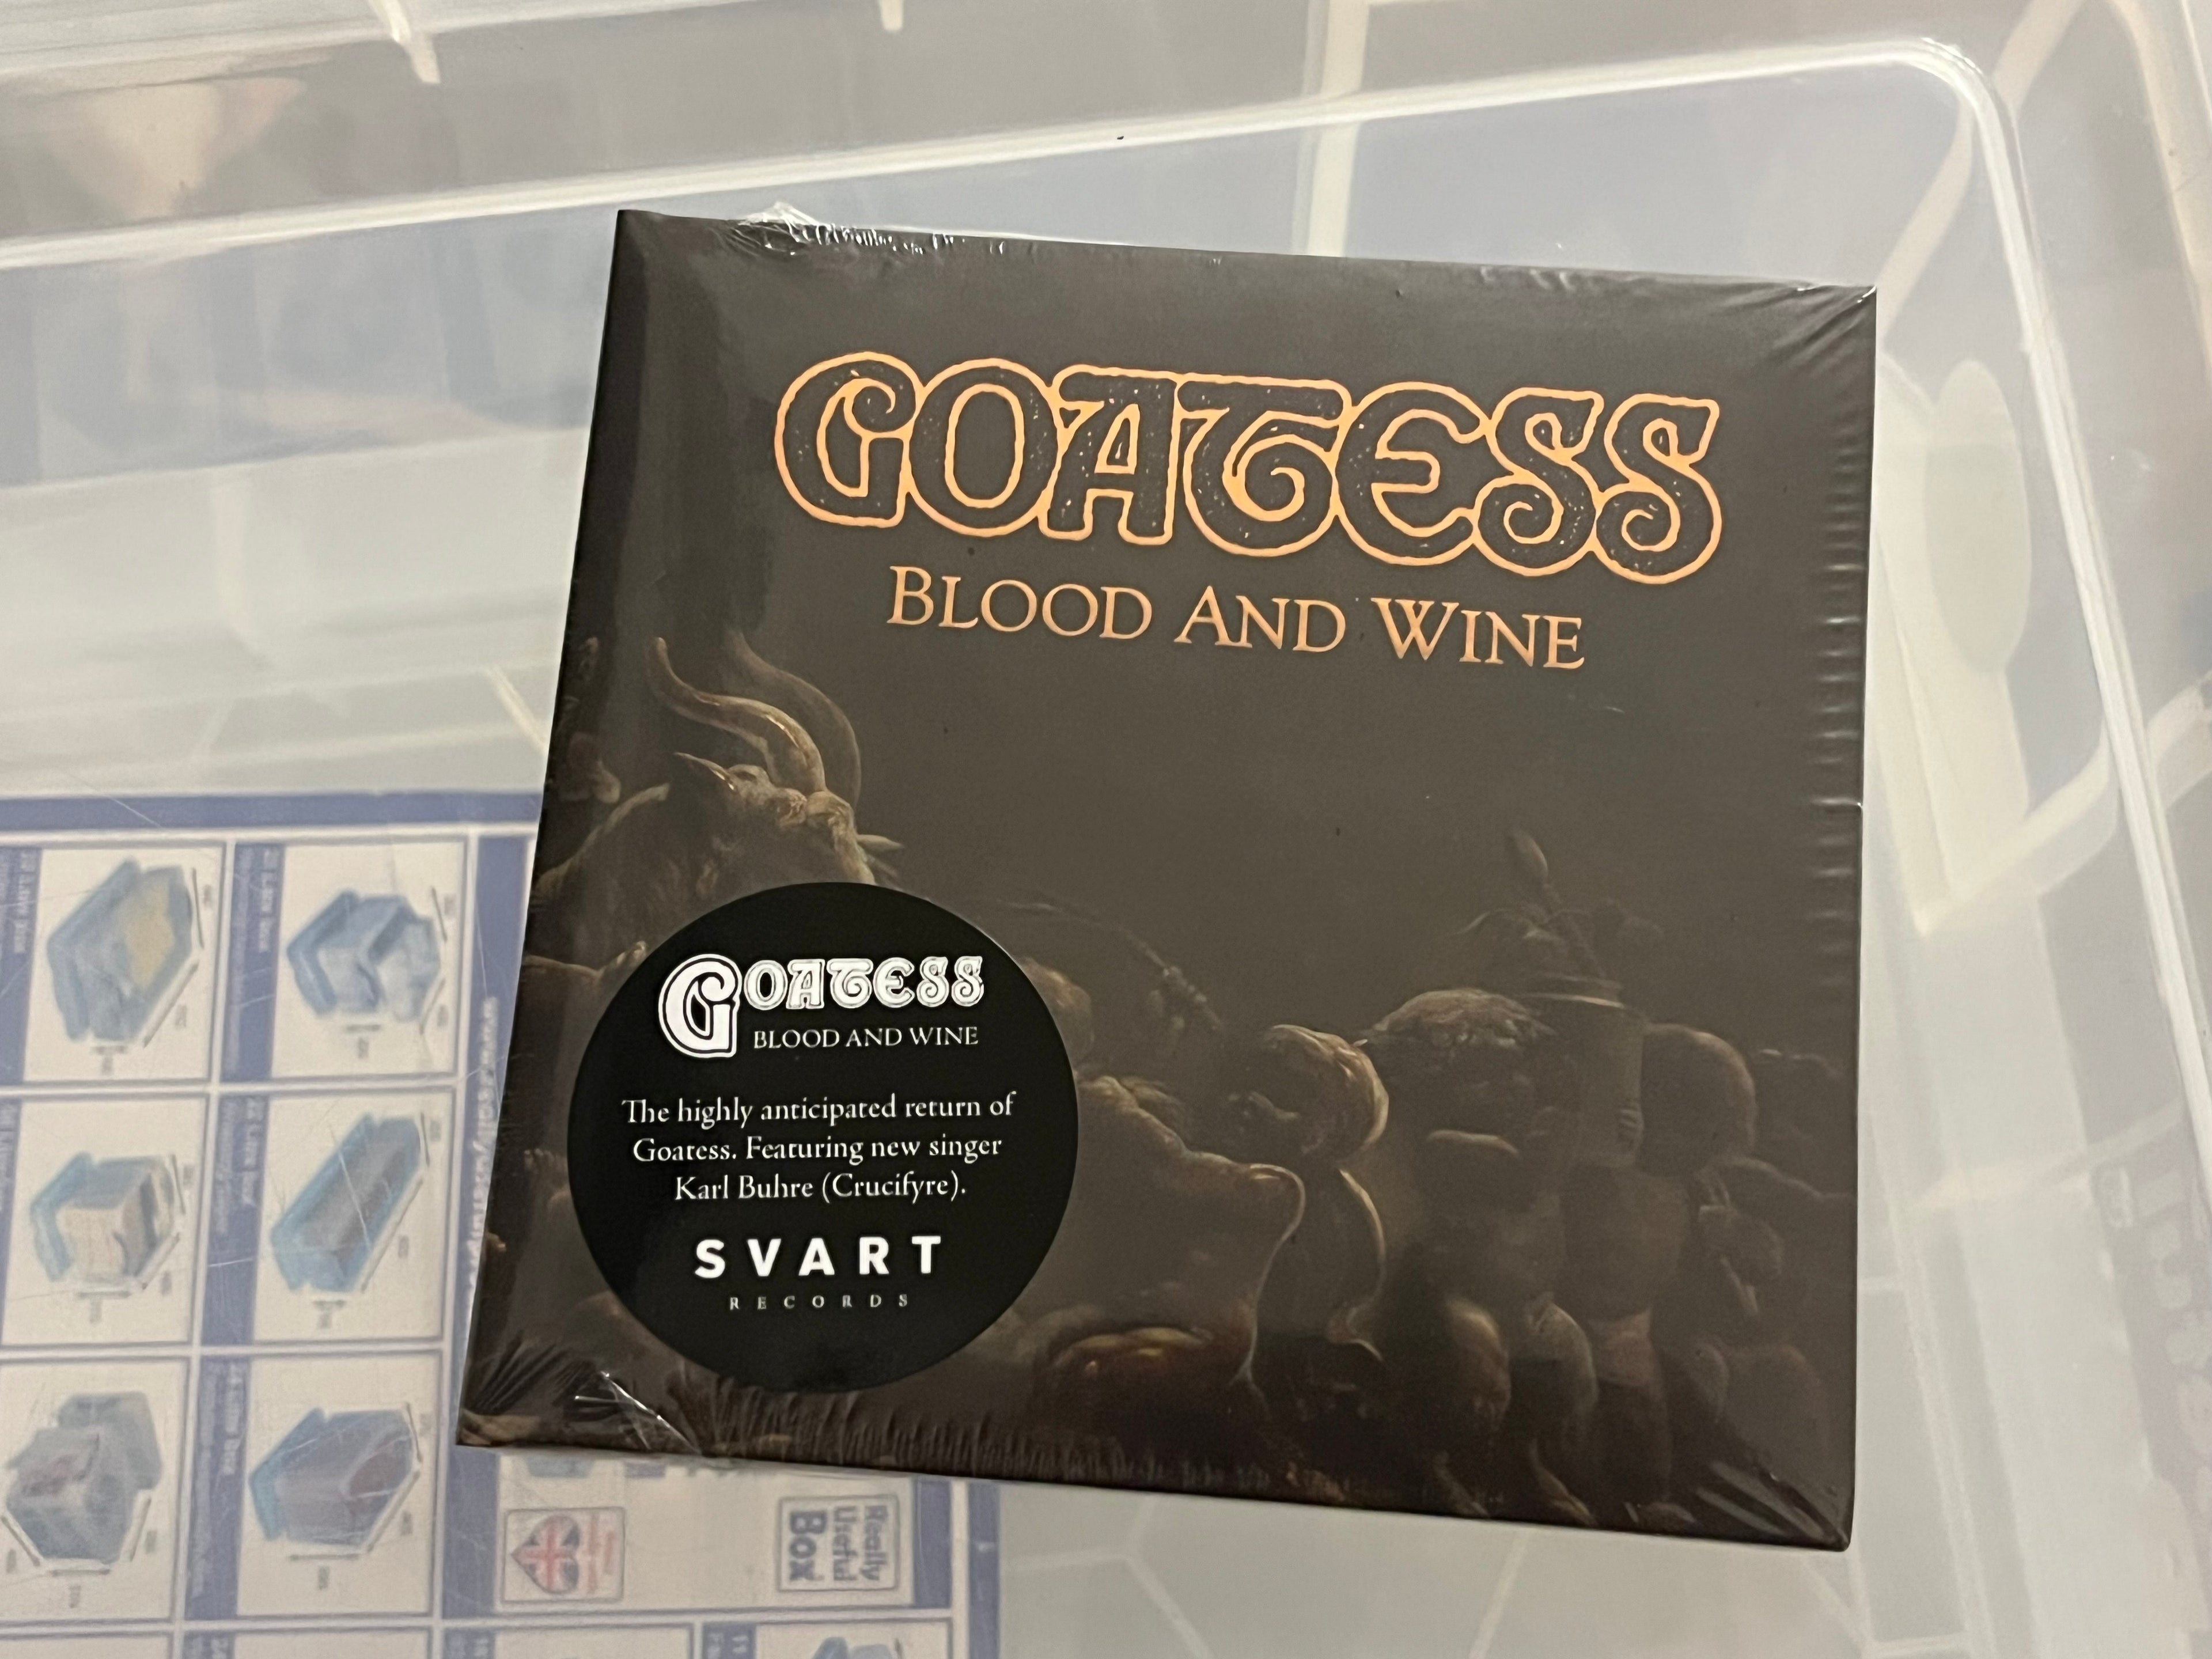 GOATESS
BLOOD AND WINE
GOATESS
BLOOD AND WINE
The highly anticipated return of
Goatess. Featuring new singer
Karl Buhre (Crucifyre).
SVART
RECORDS
Really
Useful
Box